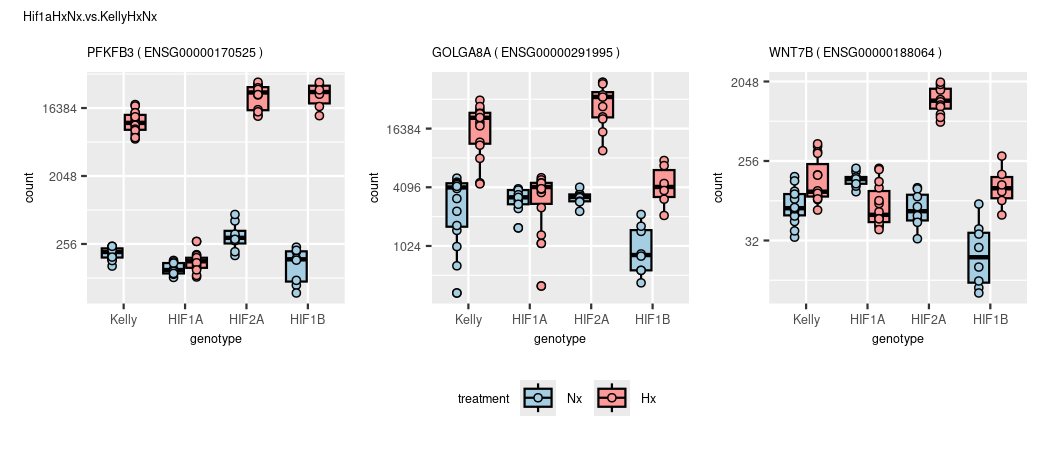 Hif1aHxNx.vs.KellyHxNx
PFKFB3 ( ENSG00000170525 )
GOLGA8A ( ENSG00000291995 )
WNT7B ( ENSG00000188064 )
count
16384
2048
256
Kelly
HIF1A
HIF2A
HIF1B
genotype
count
16384
4096
1024
Kelly
HIF1A
HIF2A
HIF1B
genotype
count
2048
256
32
Kelly
HIF1A
HIF2A
HIF1B
genotype
treatment Nx Hx